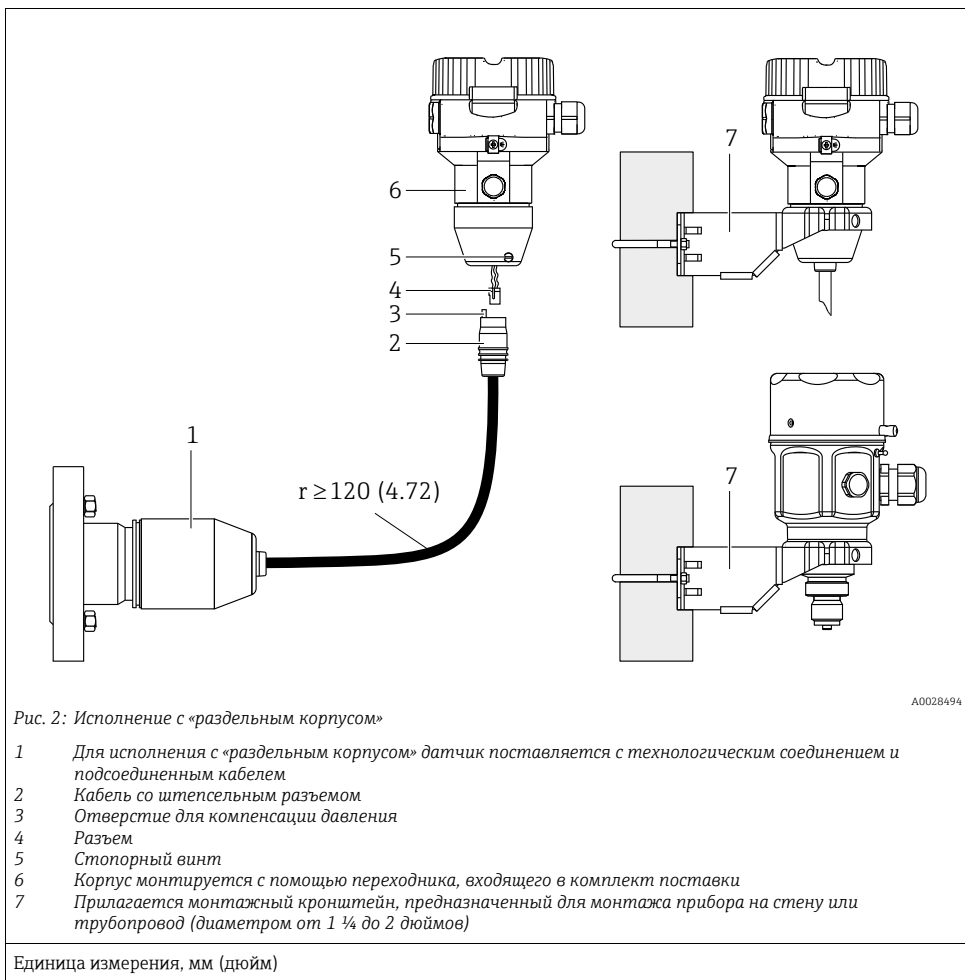 7
6
5
4
3
2
1
r ≥120 (4.72)
7
A0028494
Рис. 2: Исполнение с «раздельным корпусом»
1 Для исполнения с «раздельным корпусом» датчик поставляется с технологическим соединением и
подсоединенным кабелем
2 Кабель со штепсельным разъемом
3 Отверстие для компенсации давления
4 Разъем
5 Стопорный винт
6 Корпус монтируется с помощью переходника, входящего в комплект поставки
7 Прилагается монтажный кронштейн, предназначенный для монтажа прибора на стену или
трубопровод (диаметром от 1 ¼ до 2 дюймов)
Единица измерения, мм (дюйм)